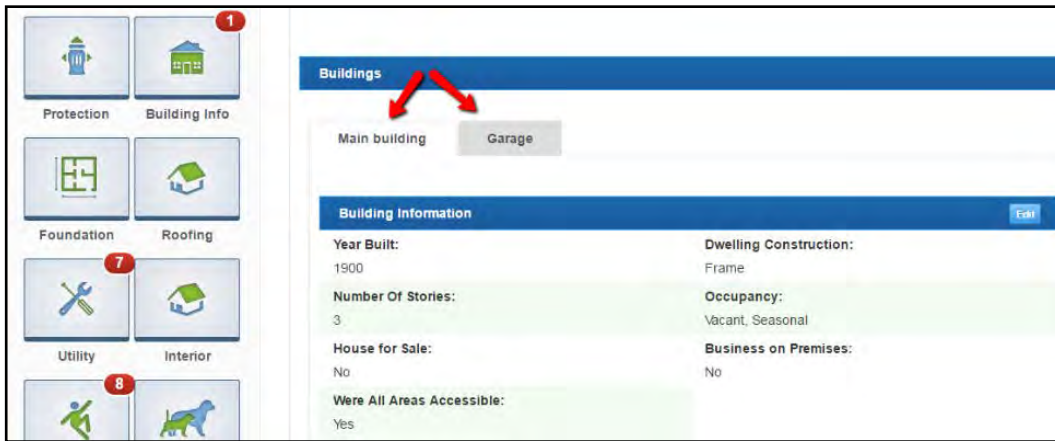 1
Protection Building Info
Foundation Roofing
7
Utility Interior
8
Buildings
Main building Garage
Building Information Edit
Year Built: Dwelling Construction:
1900 Frame
Number Of Stories: Occupancy:
3 Vacant, Seasonal
House for Sale: Business on Premises:
No No
Were All Areas Accessible:
Yes